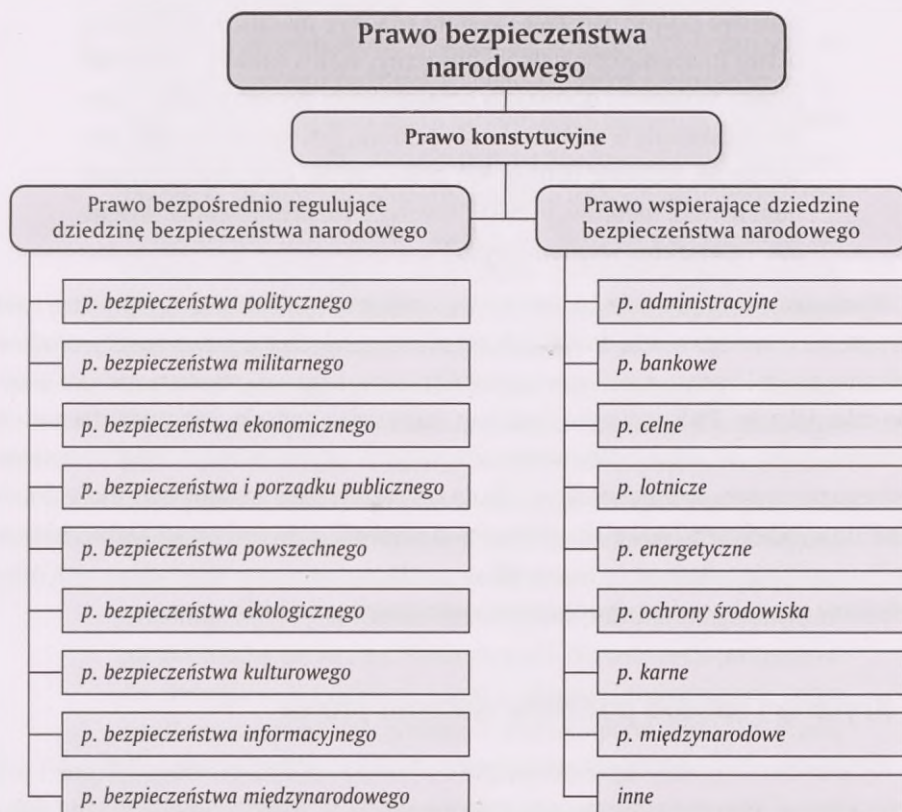 Prawo bezpieczeństwa
narodowego
Prawo konstytucyjne
Prawo bezpośrednio regulujące
dziedzinę bezpieczeństwa narodowego
p. bezpieczeństwa politycznego
p. bezpieczeństwa militarnego
p. bezpieczeństwa ekonomicznego
p. bezpieczeństwa i porządku publicznego
p. bezpieczeństwa powszechnego
p. bezpieczeństwa ekologicznego
p. bezpieczeństwa kulturowego
p. bezpieczeństwa informacyjnego
p. bezpieczeństwa międzynarodowego
Prawo wspierające dziedzinę
bezpieczeństwa narodowego
p. administracyjne
p. bankowe
p. celne
p. lotnicze
p. energetyczne
p. ochrony środowiska
p. karne
p. międzynarodowe
inne